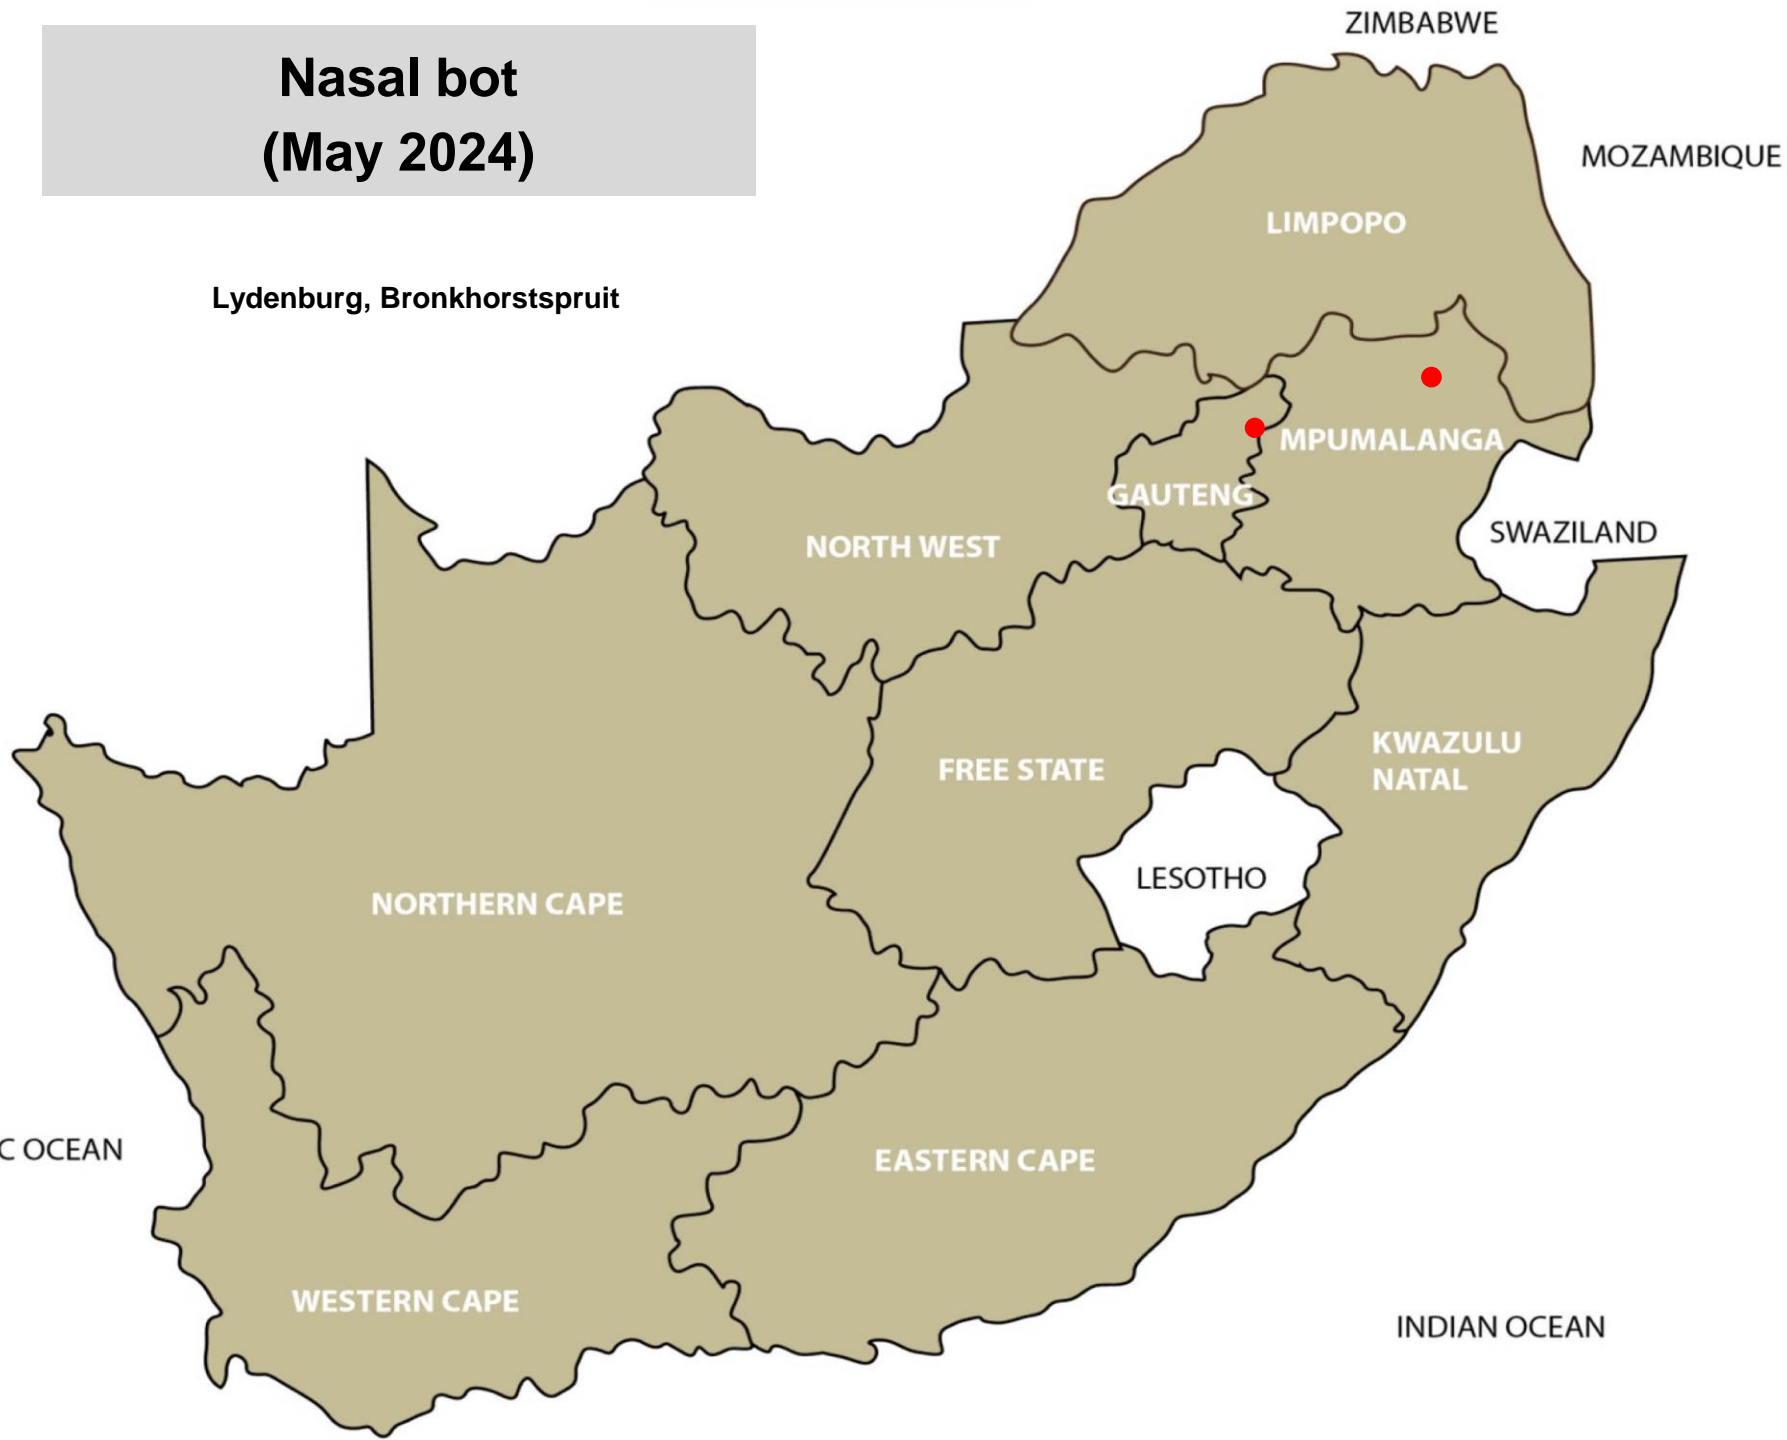 Nasal bot
(May 2024)
Lydenburg, Bronkhorstspruit
ZIMBABWE
MOZAMBIQUE
LIMPOPO
MPUMALANGA
GAUTENG
SWAZILAND
NORTH WEST
KWAZULU
NATAL
FREE STATE
LESOTHO
NORTHERN CAPE
C OCEAN
EASTERN CAPE
WESTERN CAPE
INDIAN OCEAN